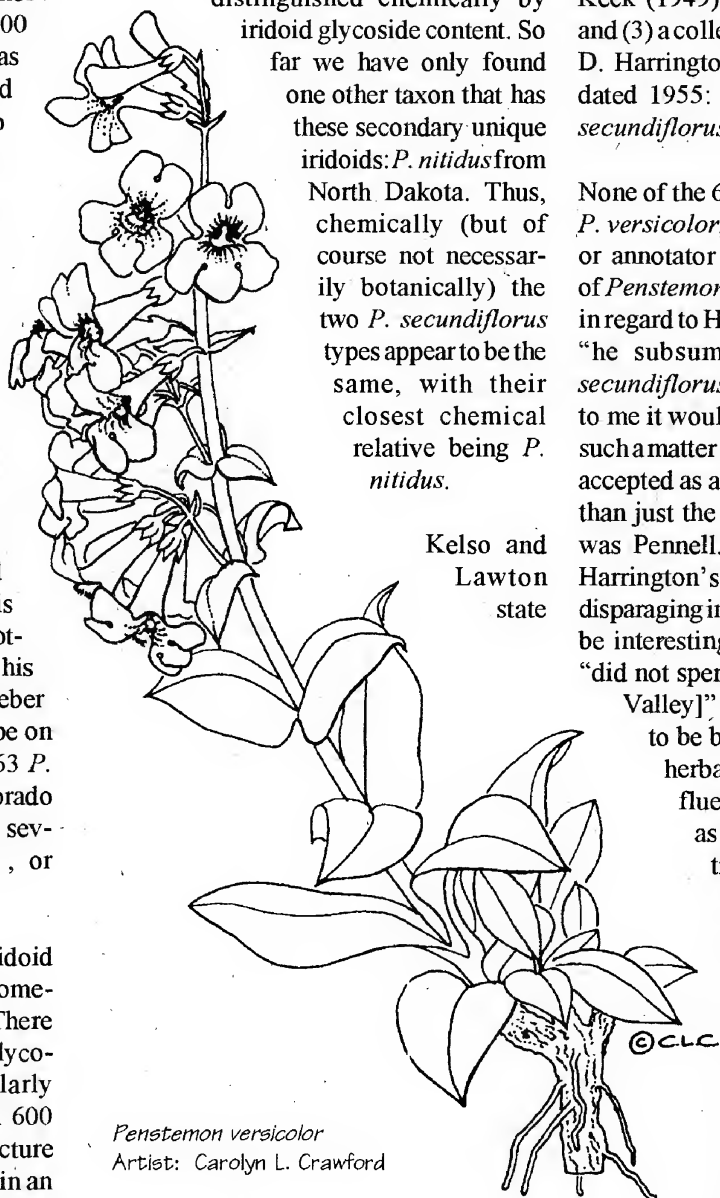 00
as
d
is
ot-
his
eber
be on
53 P.
orado
sev-
, or
idoid
ome-
There
lyco-
larly
600
cture
in an
distinguished chemically by
iridoid glycoside content. So
far we have only found
one other taxon that has
these secondary unique
iridoids: P. nitidus from
North Dakota. Thus,
chemically (but of
course not necessar-
ily botanically) the
two P. secundiflorus
types appear to be the
same, with their
closest chemical
relative being P.
nitidus.
Kelso and
Lawton
state
Keck (1945)
and (3) a colle
D. Harringto
dated 1955:
secundiflorus
None of the 6
P. versicolor
or annotator
of Penstemon
in regard to H
"he subsum
secundiflorus
to me it woul
such a matter
accepted as a
than just the
was Pennell.
Harrington's
disparaging in
be interesting
"did not sper
Valley]"
to be b
herba
flue
as
©C.L.C.
Penstemon versicolor
Artist: Carolyn L. Crawford